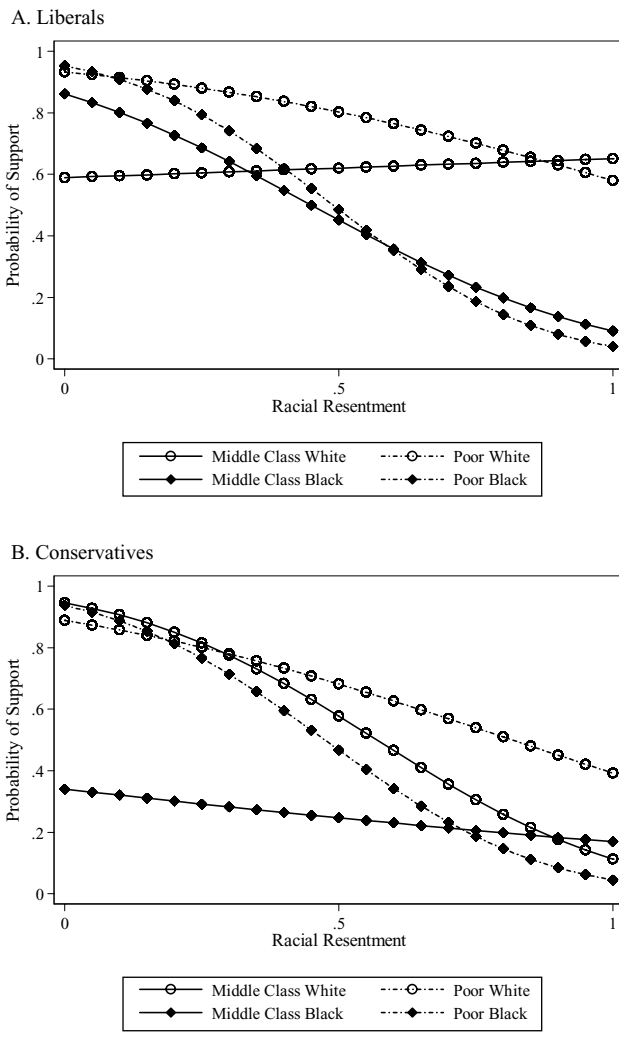 A. Liberals
1
.8
.6
.4
.2
0
Probability of Support
0 .5 1
Racial Resentment
Middle Class White Poor White
Middle Class Black Poor Black
B. Conservatives
1
.8
.6
.4
.2
0
Probability of Support
0 .5 1
Racial Resentment
Middle Class White Poor White
Middle Class Black Poor Black